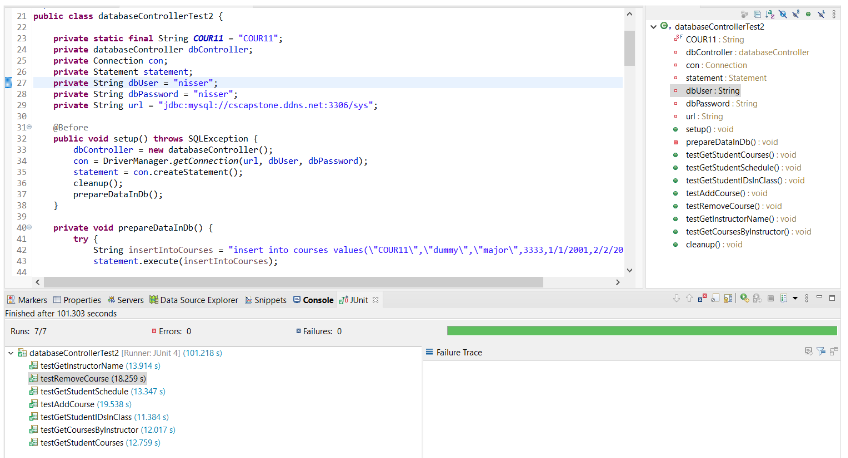 21 public class databaseControllerTest2 {
22
23 private static final String COUR11 = "COUR11";
24 private databaseController dbController;
25 private Connection con;
26 private Statement statement;
27 private String dbUser = "nisser";
28 private String dbPassword = "nisser";
29 private String url = "jdbc:mysql://cscapstone.ddns.net:3306/sys";
30
31 @Before
32 public void setup() throws SQLException {
33 dbController = new databaseController();
34 con = DriverManager.getConnection(url, dbUser, dbPassword);
35 statement = con.createStatement();
36 cleanup();
37 prepareDataInDb();
38 }
39
40 private void prepareDataInDb() {
41 try {
42 String insertIntoCourses = "insert into courses values(\"COUR11\",\"dummy\",\"major\",3333,1/1/2001,2/2/20
43 statement.execute(insertIntoCourses);
44
databaseControllerTest2
COUR11 : String
dbController : databaseController
con : Connection
statement : Statement
dbUser : String
dbPassword : String
url : String
setup() : void
prepareDataInDb() : void
testGetStudentCourses() : void
testGetStudentSchedule() : void
testGetStudentIDsInClass() : void
testAddCourse() : void
testRemoveCourse() : void
testGetInstructorName() : void
testGetCoursesByInstructor() : void
cleanup() : void
Markers Properties Servers Data Source Explorer Snippets Console JUnit
Finished after 101.303 seconds
Runs: 7/7 Errors: 0 Failures: 0
databaseControllerTest2 [Runner: JUnit 4] (101.218 s)
testGetInstructorName (13.914 s)
testRemoveCourse (18.259 s)
testGetStudentSchedule (13.347 s)
testAddCourse (19.538 s)
testGetStudentIDsInClass (11.384 s)
testGetCoursesByInstructor (12.017 s)
testGetStudentCourses (12.759 s)
Failure Trace